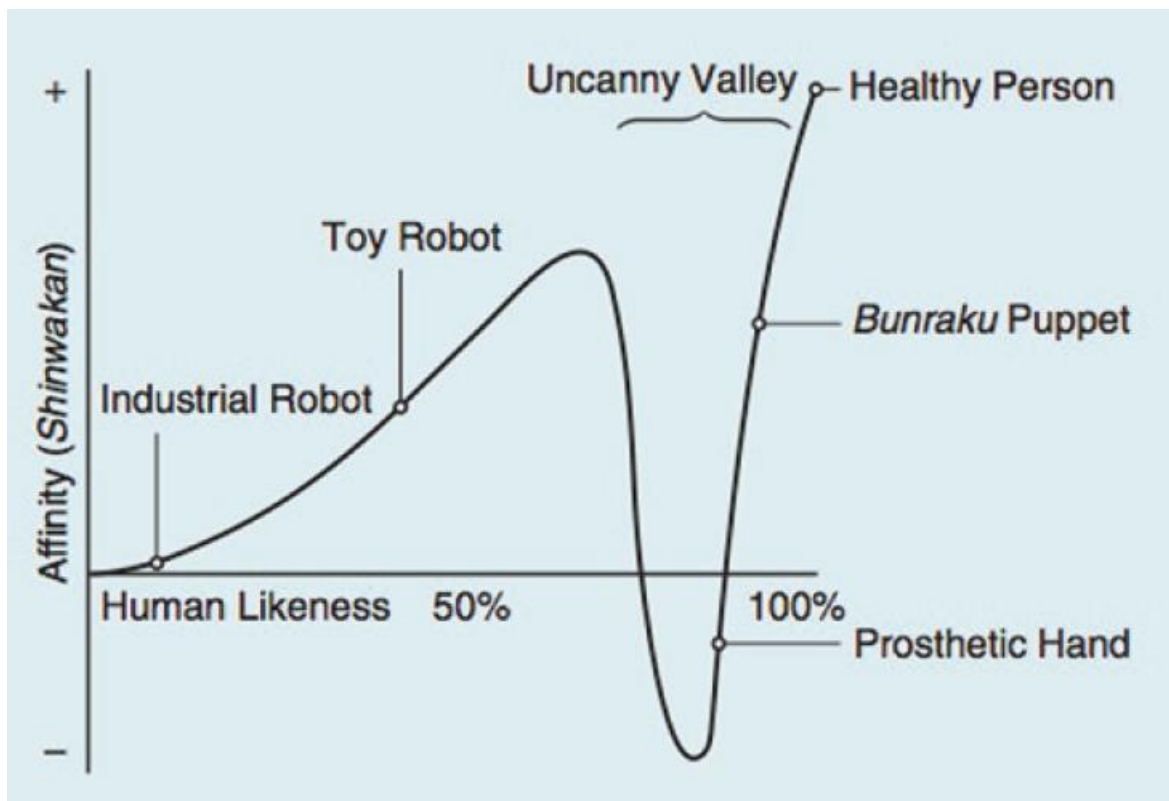 +
Uncanny Valley
Healthy Person
Toy Robot
Bunraku Puppet
Industrial Robot
Affinity (Shinwakan)
Human Likeness 50% 100%
Prosthetic Hand
–